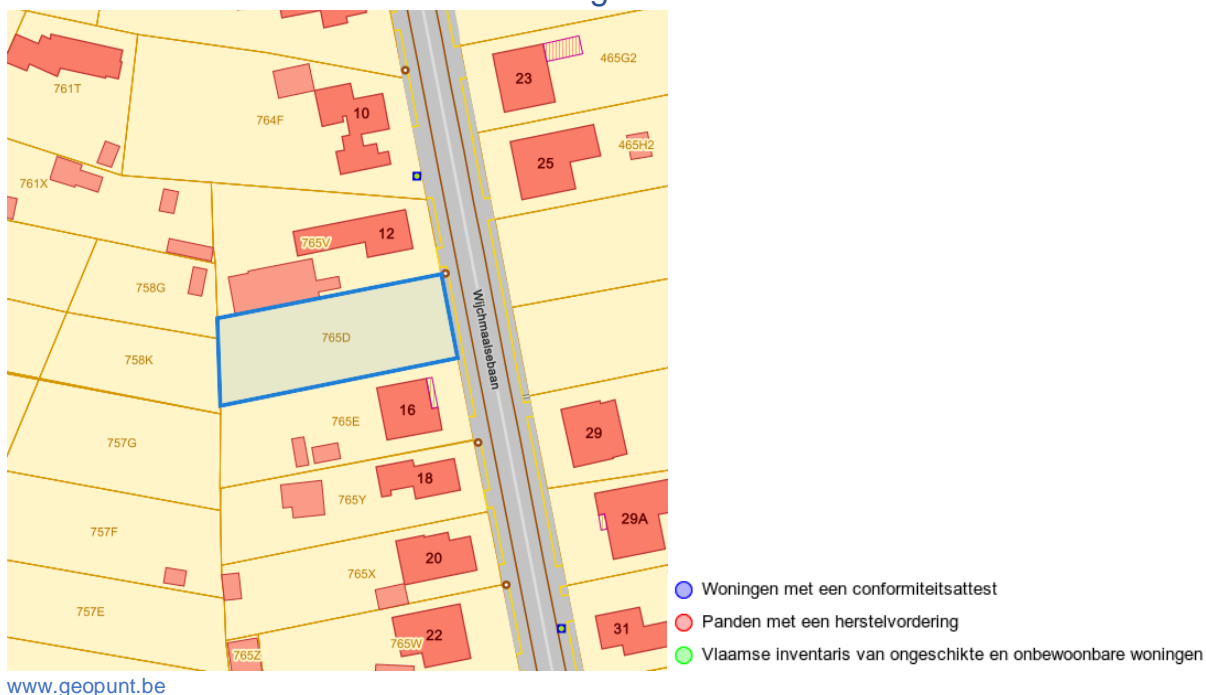 23
465G2
761T
10
764F
25
465H2
761X
12
765V
758G
765D
Wijchmaalsebaan
758K
16
765E
29
757G
18
765Y
29A
757F
20
765X
757E
22
765W
31
765Z
Woningen met een conformiteitsattest
Panden met een herstelvordering
Vlaamse inventaris van ongeschikte en onbewoonbare woningen
www.geopunt.be